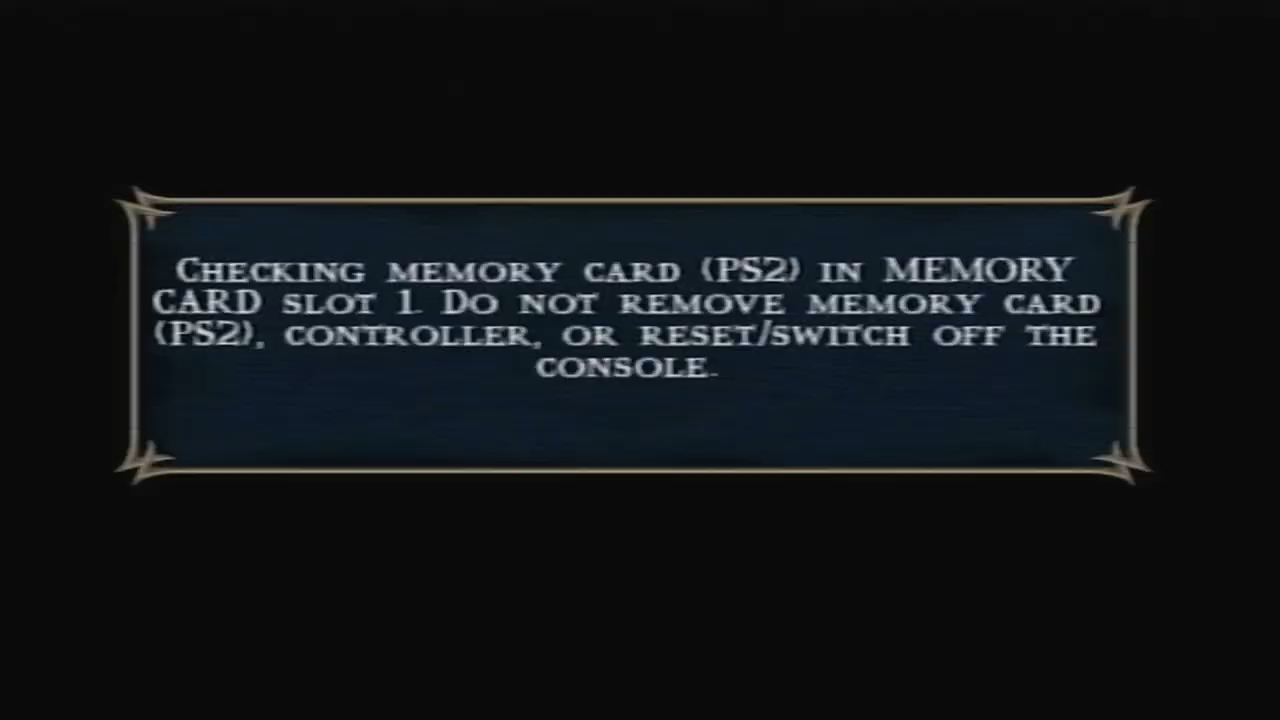 Checking memory card (PS2) in MEMORY
CARD slot 1. Do not remove memory card
(PS2), controller, or reset/switch off the
console.